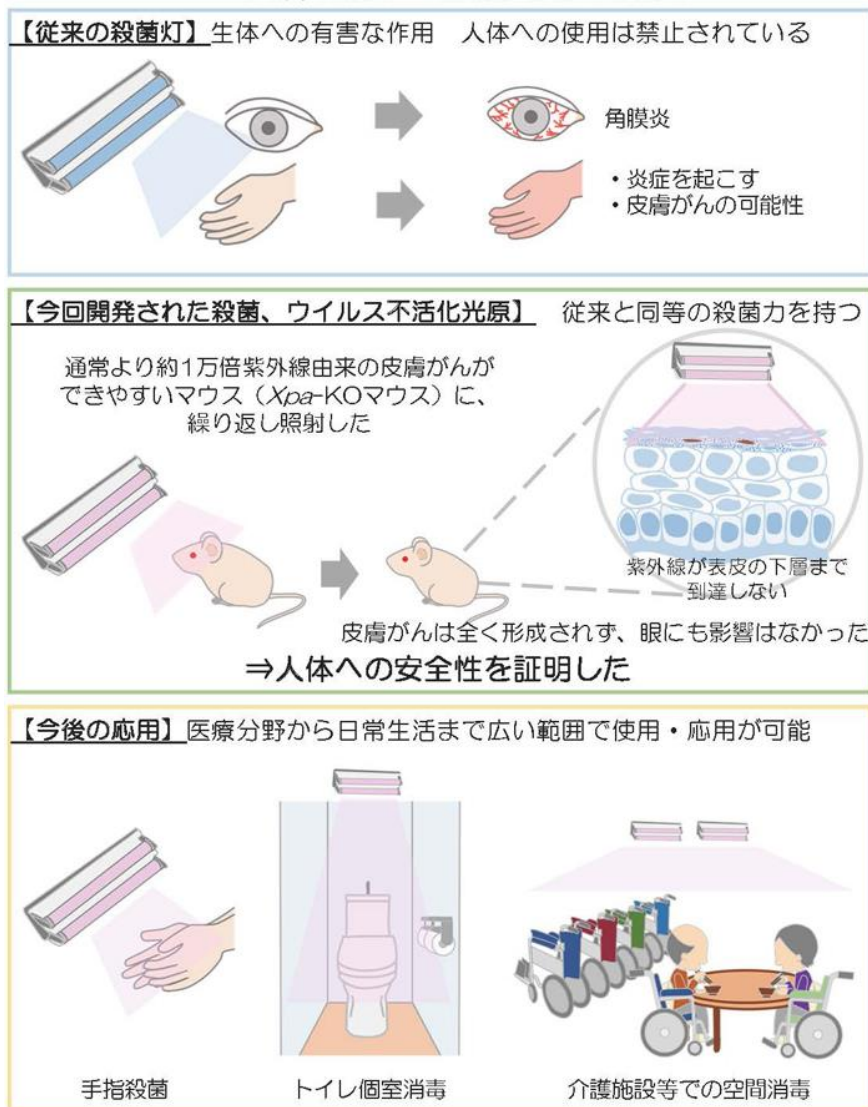 【従来の殺菌灯】生体への有害な作用　人体への使用は禁止されている
角膜炎
・炎症を起こす
・皮膚がんの可能性
【今回開発された殺菌、ウイルス不活化光原】　従来と同等の殺菌力を持つ
通常より約1万倍紫外線由来の皮膚がんが
できやすいマウス（Xpa-KOマウス）に、
繰り返し照射した
紫外線が表皮の下層まで
到達しない
皮膚がんは全く形成されず、眼にも影響はなかった
⇒人体への安全性を証明した
【今後の応用】医療分野から日常生活まで広い範囲で使用・応用が可能
手指殺菌
トイレ個室消毒
介護施設等での空間消毒